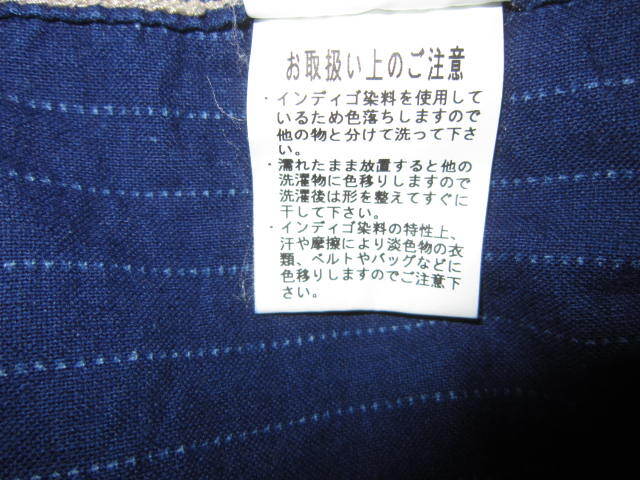 お取扱い上のご注意
・インディゴ染料を使用して
いるため色落ちしますので
他の物と分けて洗って下さ
い。
・濡れたまま放置すると他の
洗濯物に色移りしますので
洗濯後は形を整えてすぐに
干して下さい。
・インディゴ染料の特性上、
汗や摩擦により淡色物の衣
類、ベルトやバッグなどに
色移りしますのでご注意下
さい。